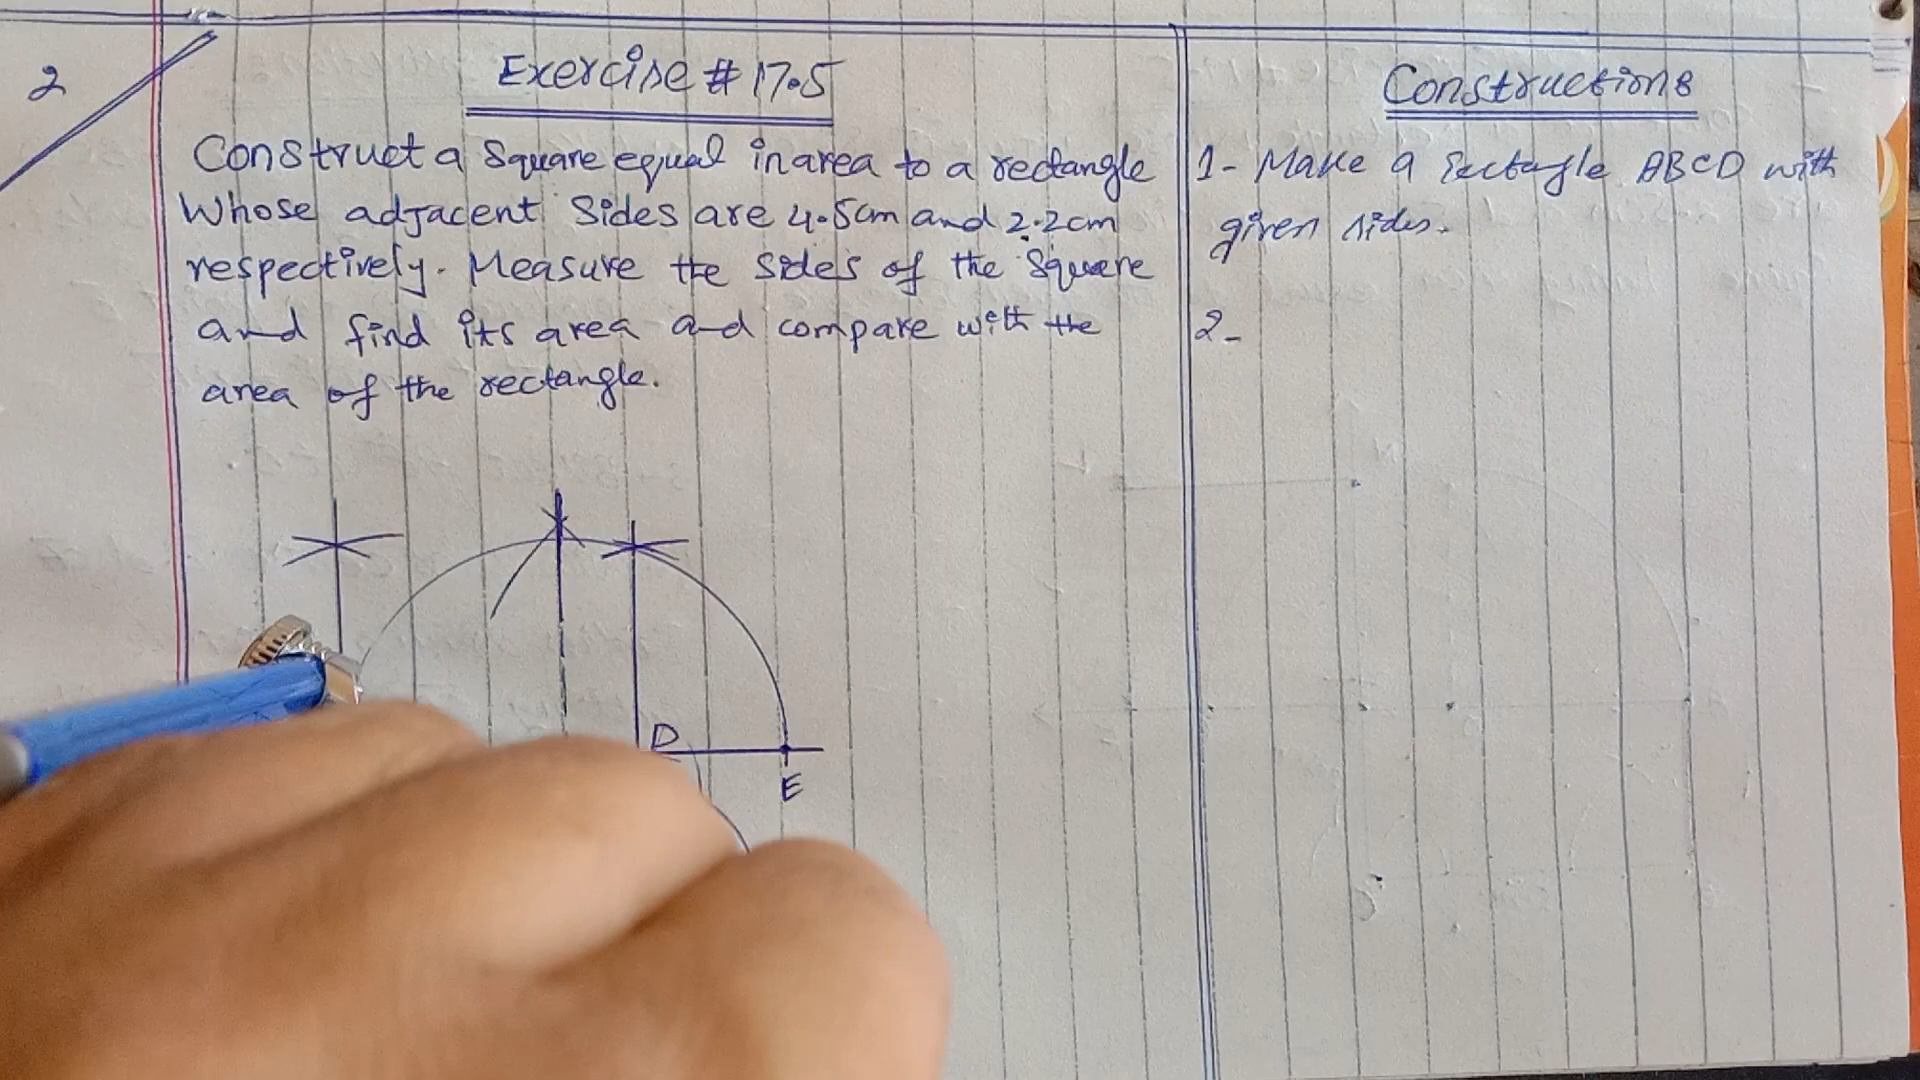 2
Exercise # 17.5
Construct a Square equal in area to a rectangle
Whose adjacent Sides are 4.5cm and 2.2cm
respectively. Measure the Sides of the Square
and find its area and compare with the
area of the rectangle.
D
E
Constructions
1- Make a rectangle ABCD with
given sides.
2-